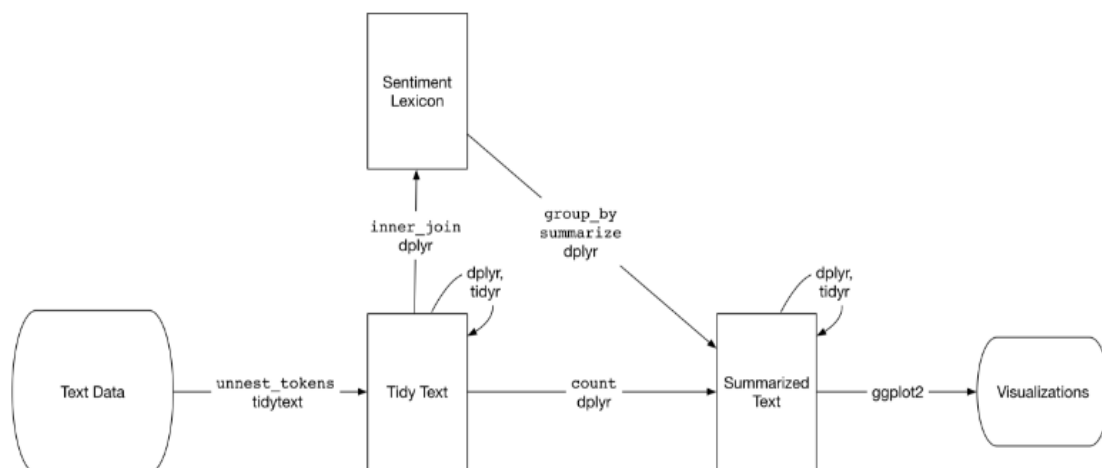 Sentiment
Lexicon
inner_join
dplyr
group_by
summarize
dplyr
dplyr,
tidyr
dplyr,
tidyr
Text Data
unnest_tokens
tidytext
Tidy Text
count
dplyr
Summarized
Text
ggplot2
Visualizations